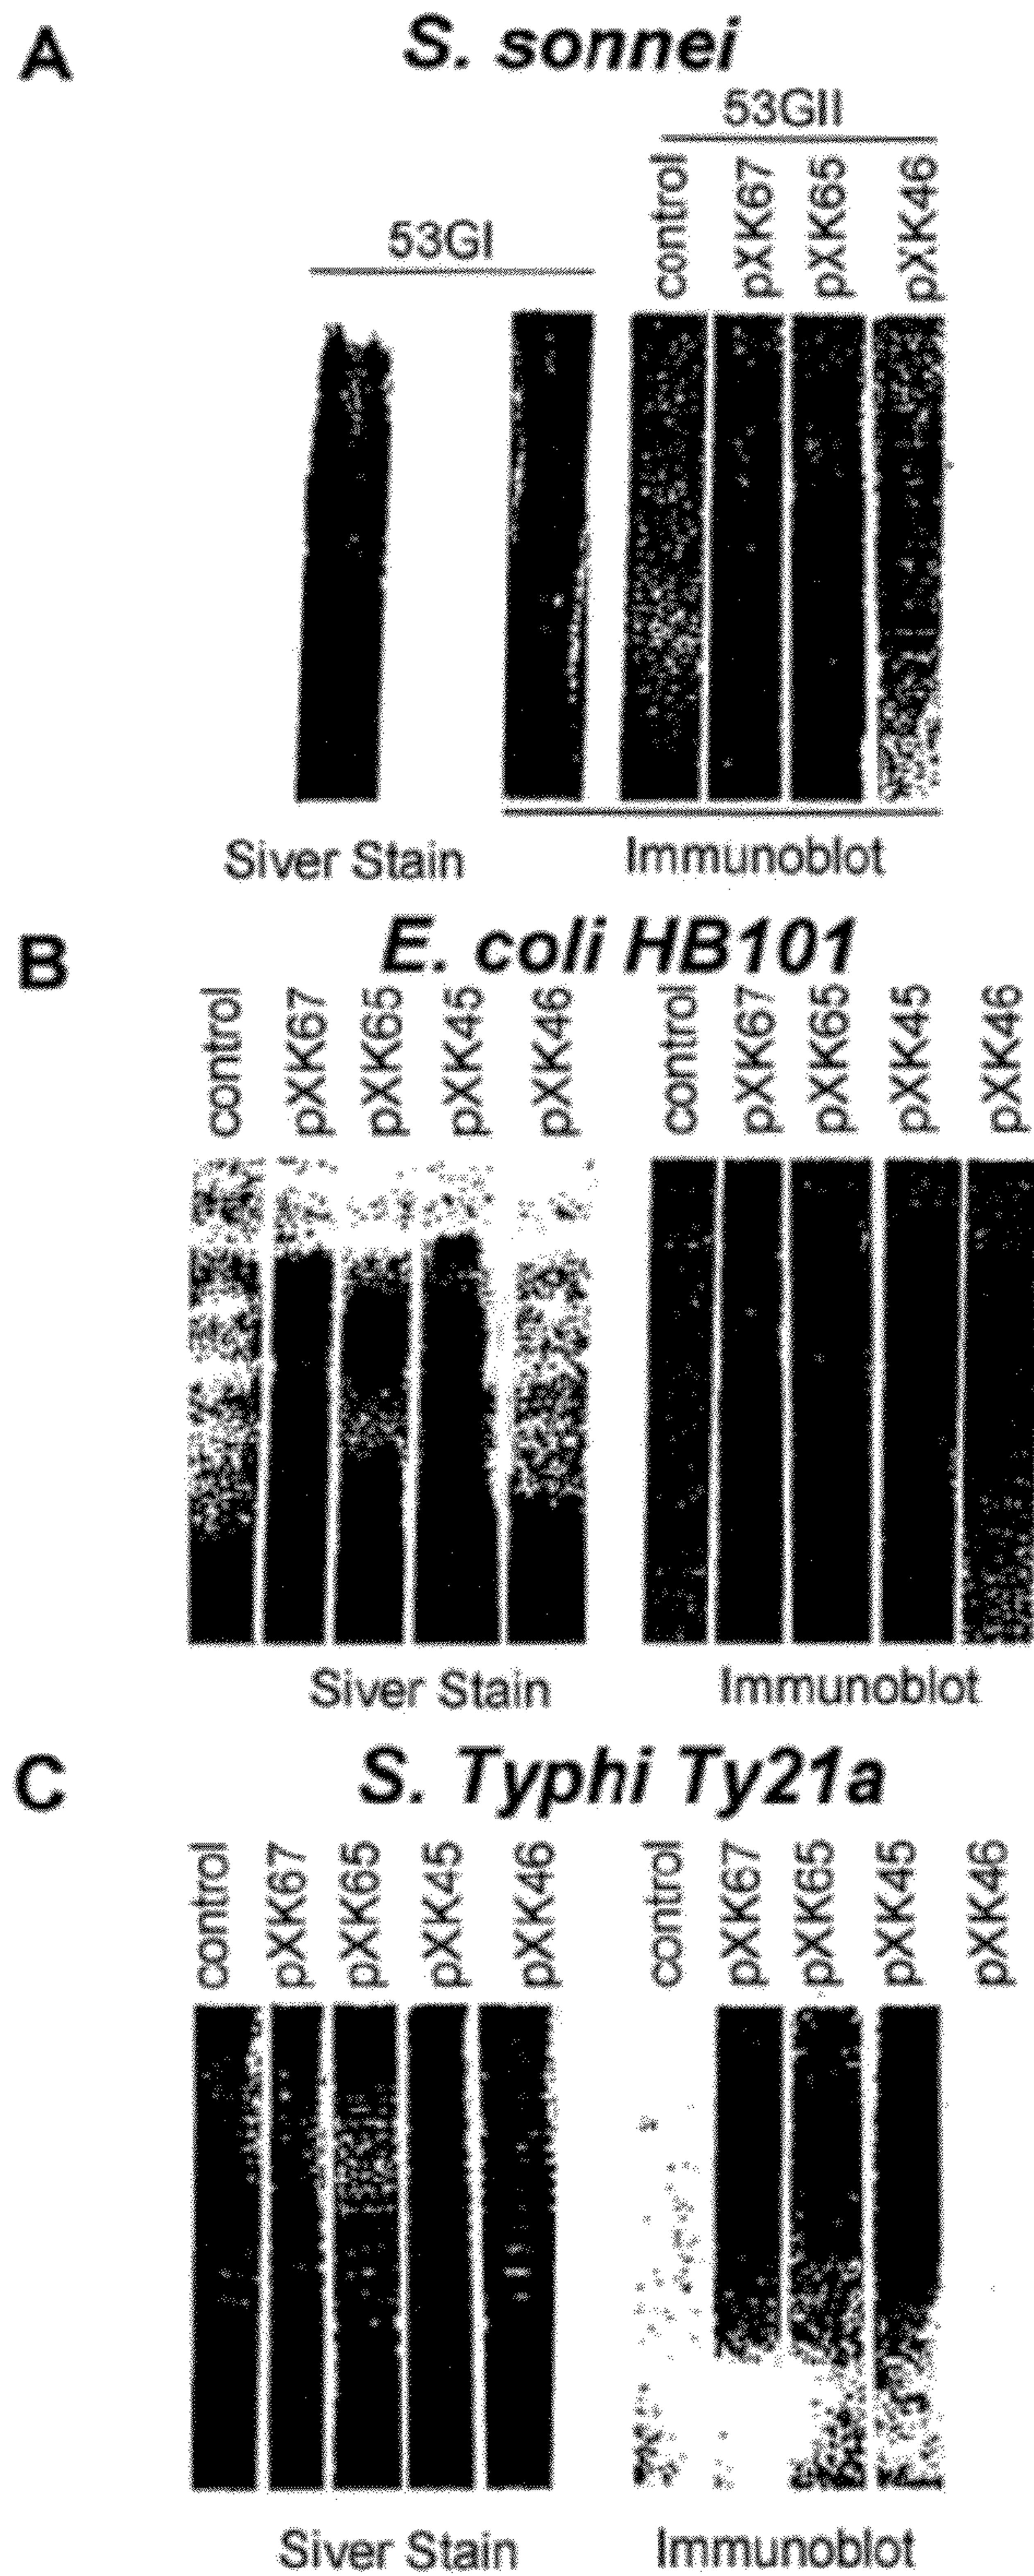 A
S. sonnei
53GII
control pXK67 pXK65 pXK46
53GI
Siver Stain Immunoblot
B
E. coli HB101
control pXK67 pXK65 pXK45 pXK46 control pXK67 pXK65 pXK45 pXK46
Siver Stain Immunoblot
C
S. Typhi Ty21a
control pXK67 pXK65 pXK45 pXK46 control pXK67 pXK65 pXK45 pXK46
Siver Stain Immunoblot